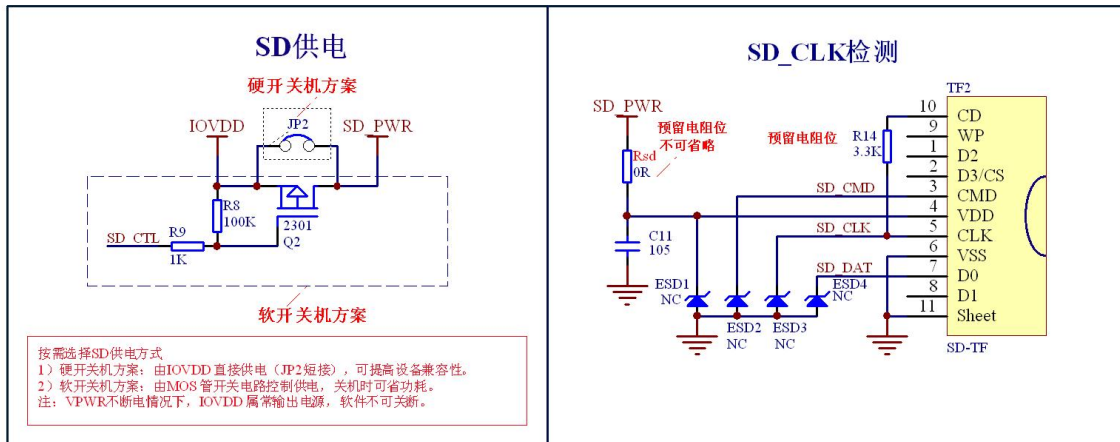 SD供电
硬开关机方案
IOVDD
JP2
SD_PWR
R8
100K
2301
Q2
SD_CTL
R9
1K
软开关机方案
按需选择SD供电方式
1）硬开关机方案：由IOVDD直接供电（JP2短接），可提高设备兼容性。
2）软开关机方案：由MOS管开关电路控制供电，关机时可省功耗。
注：VPWR不断电情况下，IOVDD属常输出电源，软件不可关断。
SD_CLK检测
SD_PWR
预留电阻位
不可省略
Rsd
0R
预留电阻位
R14
3.3K
TF2
10 CD
9 WP
1 D2
2 D3/CS
SD_CMD 3 CMD
4 VDD
SD_CLK 5 CLK
6 VSS
SD_DAT 7 D0
8 D1
11 Sheet
SD-TF
C11
105
ESD1
NC
ESD2
NC
ESD3
NC
ESD4
NC